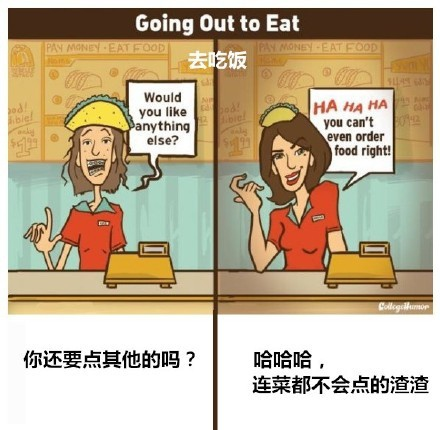 Going Out to Eat
去吃饭
PAY MONEY - EAT FOOD
Would
you like
anything
else?
PAY MONEY - EAT FOOD
HA HA HA
you can't
even order
food right!
CollegeHumor
你还要点其他的吗？
哈哈哈，
连菜都不会点的渣渣